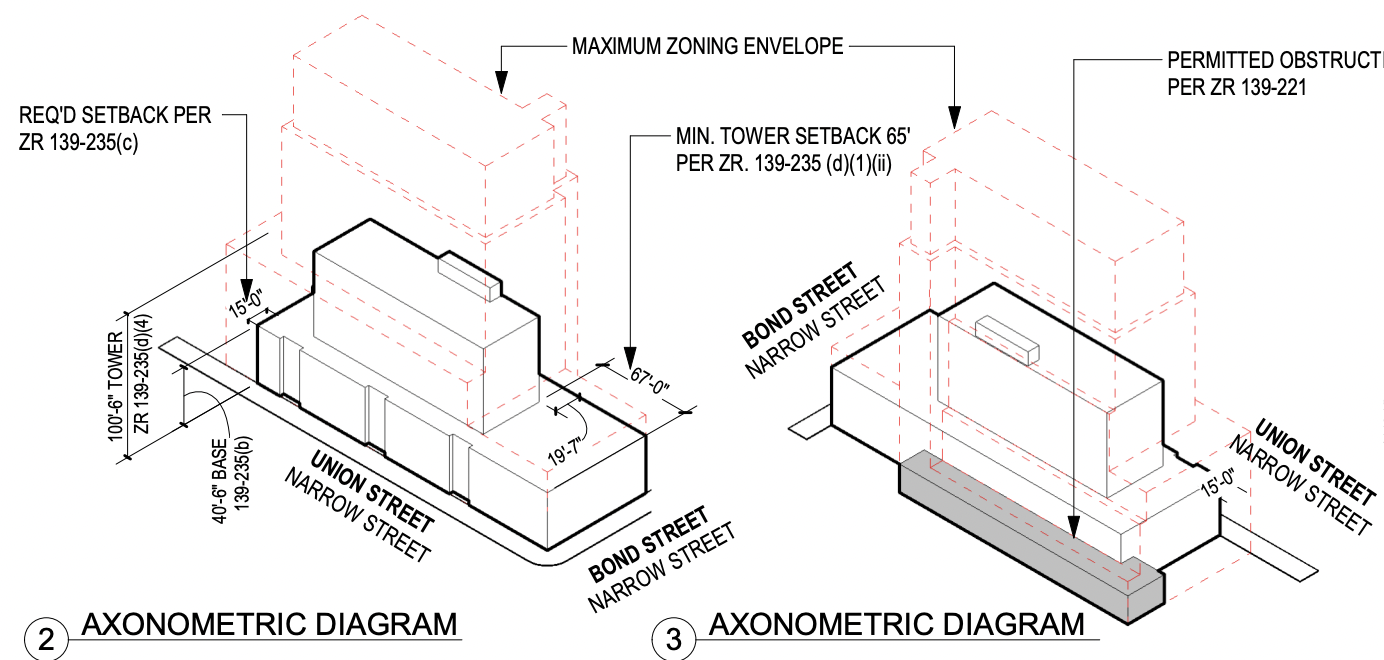 MAXIMUM ZONING ENVELOPE
PERMITTED OBSTRUCTI
PER ZR 139-221
REQ'D SETBACK PER
ZR 139-235(c)
MIN. TOWER SETBACK 65'
PER ZR. 139-235 (d)(1)(ii)
15'-0"
100'-6" TOWER
ZR 139-235(d)(4)
40'-6" BASE
139-235(b)
67'-0"
19'-7"
UNION STREET
NARROW STREET
BOND STREET
NARROW STREET
2 AXONOMETRIC DIAGRAM
BOND STREET
NARROW STREET
UNION STREET
NARROW STREET
15'-0"
3 AXONOMETRIC DIAGRAM